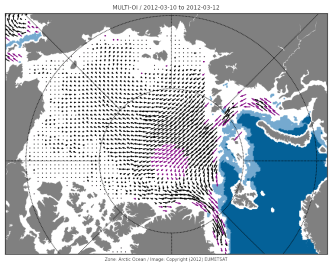 MULTI-OI / 2012-03-10 to 2012-03-12
Zone: Arctic Ocean / Image: Copyright (2012) EUMETSAT